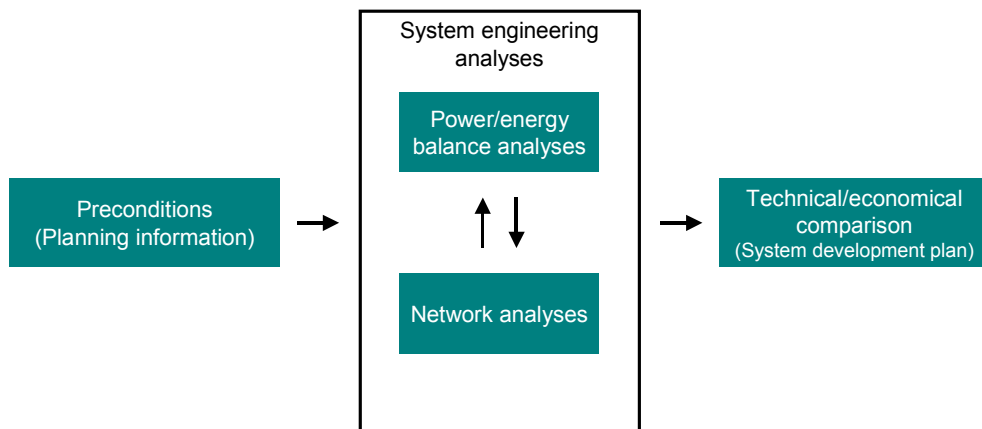 System engineering
analyses
Power/energy
balance analyses
Preconditions
(Planning information)
Technical/economical
comparison
(System development plan)
Network analyses